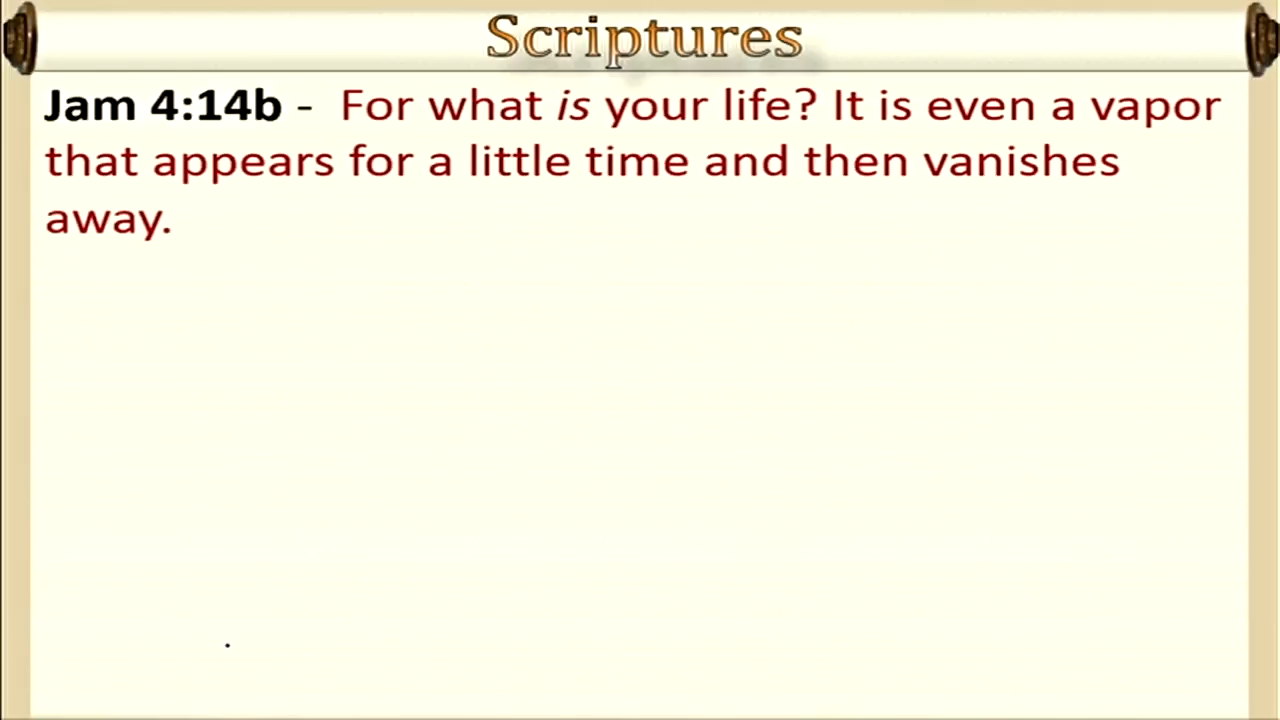 Scriptures
Jam 4:14b - For what is your life? It is even a vapor
that appears for a little time and then vanishes
away.
.